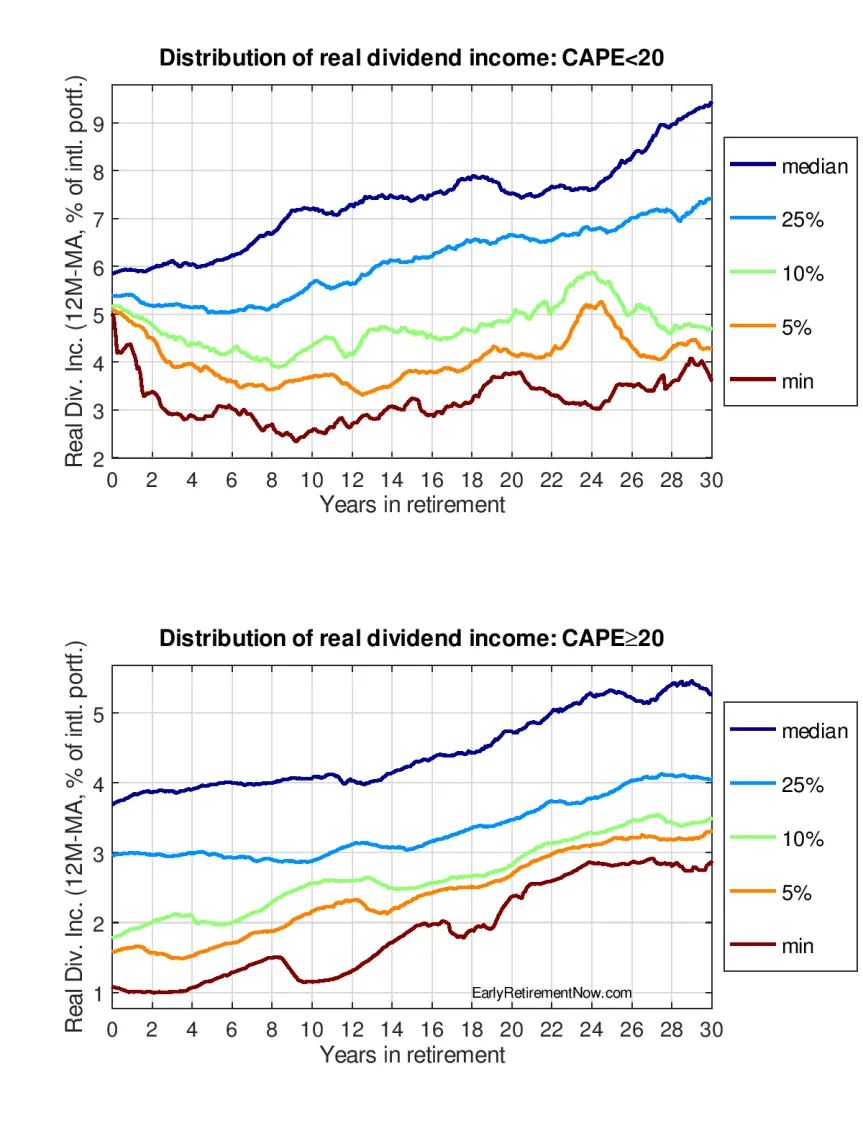 Distribution of real dividend income: CAPE<20
Real Div. Inc. (12M-MA, % of intl. portf.)
9
8
7
6
5
4
3
2
0 2 4 6 8 10 12 14 16 18 20 22 24 26 28 30
Years in retirement
median
25%
10%
5%
min
Distribution of real dividend income: CAPE≥20
Real Div. Inc. (12M-MA, % of intl. portf.)
5
4
3
2
1
0 2 4 6 8 10 12 14 16 18 20 22 24 26 28 30
Years in retirement
EarlyRetirementNow.com
median
25%
10%
5%
min